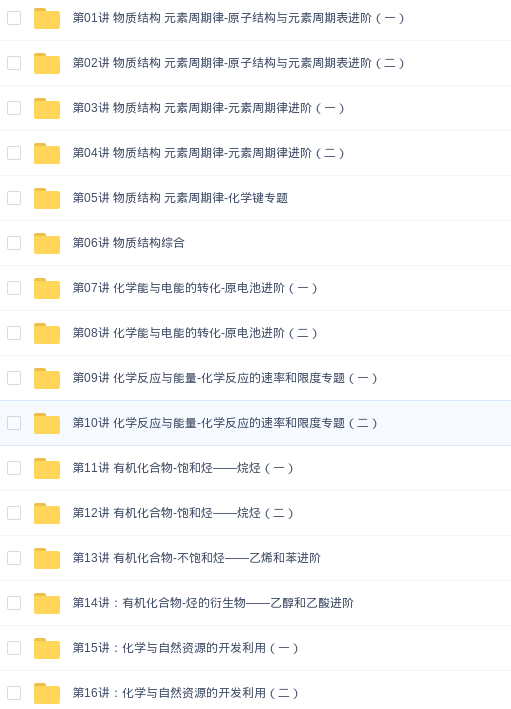 第01讲 物质结构 元素周期律-原子结构与元素周期表进阶（一）
第02讲 物质结构 元素周期律-原子结构与元素周期表进阶（二）
第03讲 物质结构 元素周期律-元素周期律进阶（一）
第04讲 物质结构 元素周期律-元素周期律进阶（二）
第05讲 物质结构 元素周期律-化学键专题
第06讲 物质结构综合
第07讲 化学能与电能的转化-原电池进阶（一）
第08讲 化学能与电能的转化-原电池进阶（二）
第09讲 化学反应与能量-化学反应的速率和限度专题（一）
第10讲 化学反应与能量-化学反应的速率和限度专题（二）
第11讲 有机化合物-饱和烃——烷烃（一）
第12讲 有机化合物-饱和烃——烷烃（二）
第13讲 有机化合物-不饱和烃——乙烯和苯进阶
第14讲：有机化合物-烃的衍生物——乙醇和乙酸进阶
第15讲：化学与自然资源的开发利用（一）
第16讲：化学与自然资源的开发利用（二）